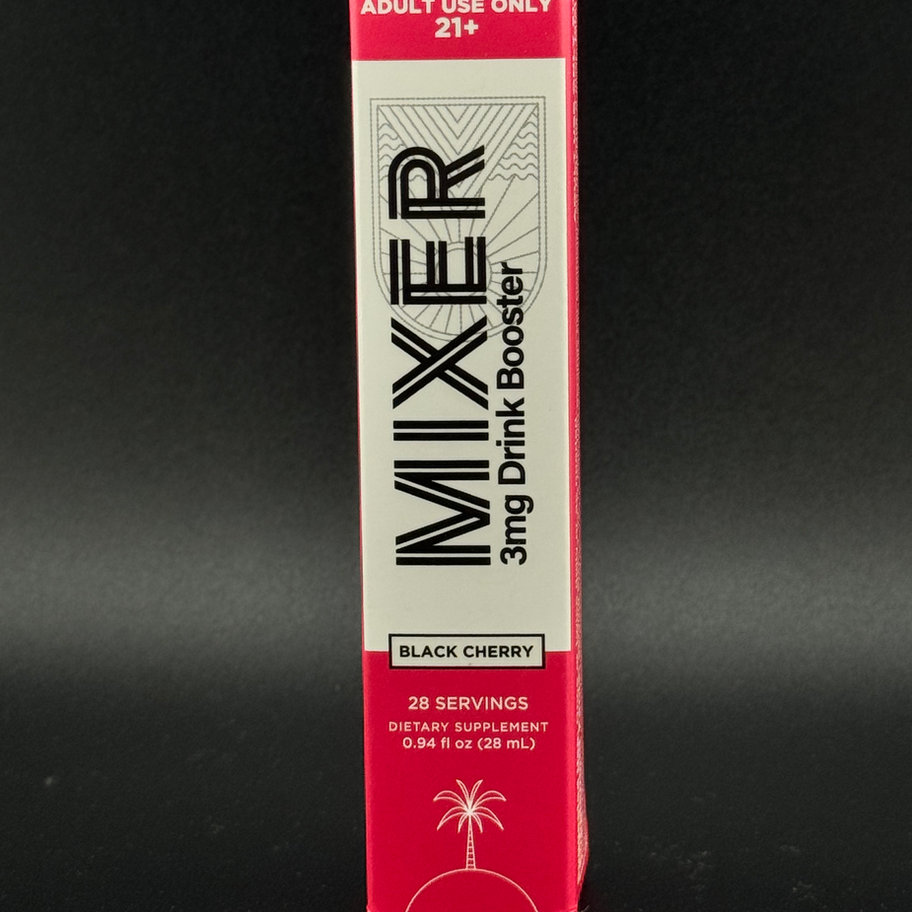 ADULT USE ONLY
21+
MIXER
3mg Drink Booster
BLACK CHERRY
28 SERVINGS
DIETARY SUPPLEMENT
0.94 fl oz (28 mL)